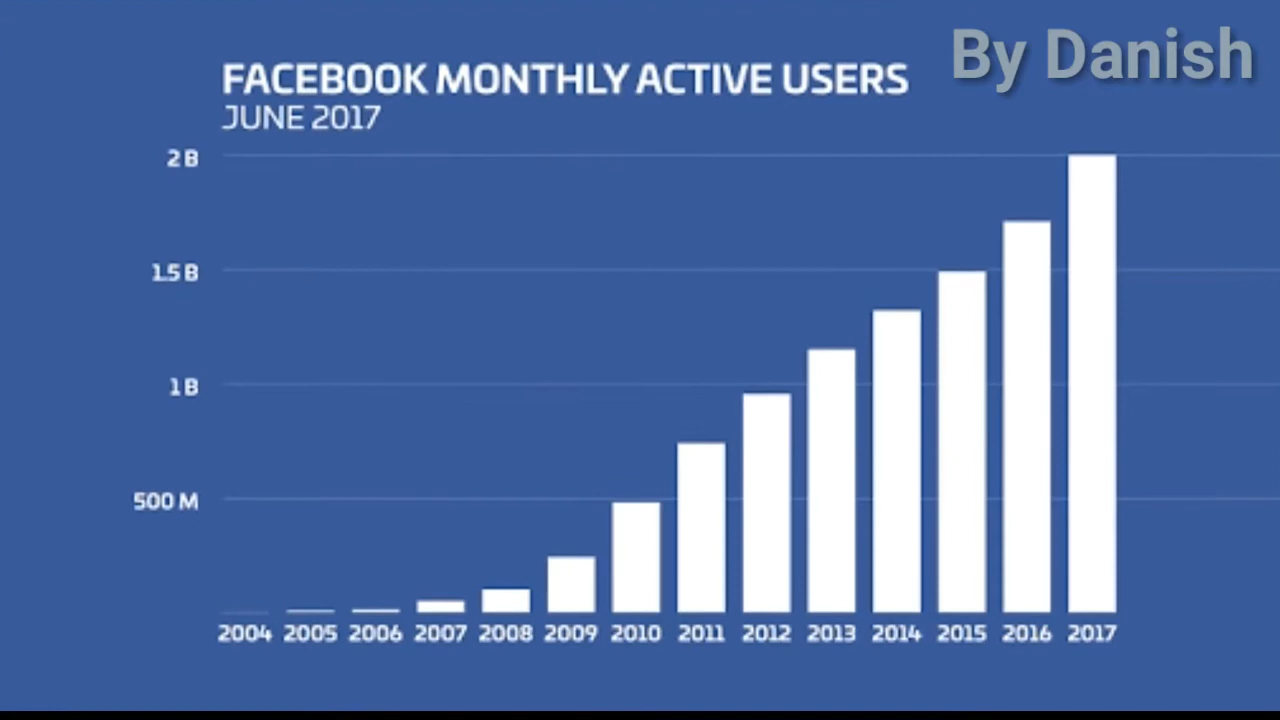 By Danish
FACEBOOK MONTHLY ACTIVE USERS
JUNE 2017
2 B
1.5 B
1 B
500 M
2004 2005 2006 2007 2008 2009 2010 2011 2012 2013 2014 2015 2016 2017